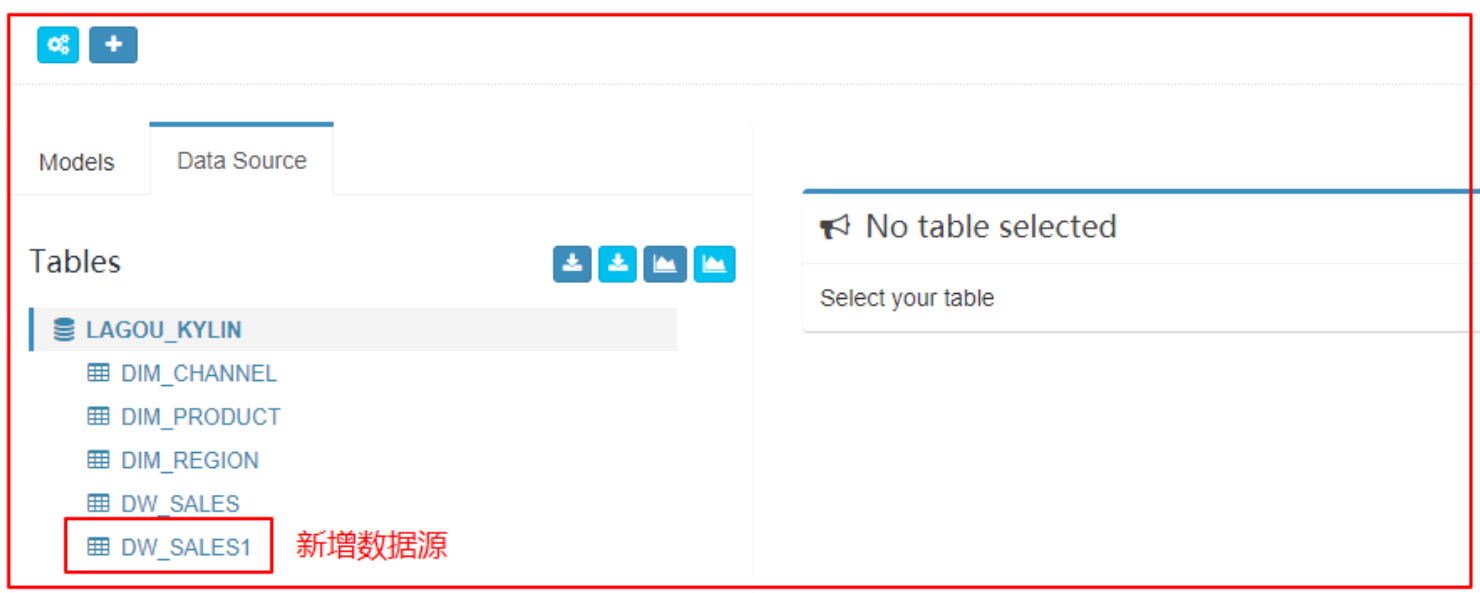 Models
Data Source
Tables
LAGOU_KYLIN
DIM_CHANNEL
DIM_PRODUCT
DIM_REGION
DW_SALES
DW_SALES1
新增数据源
No table selected
Select your table